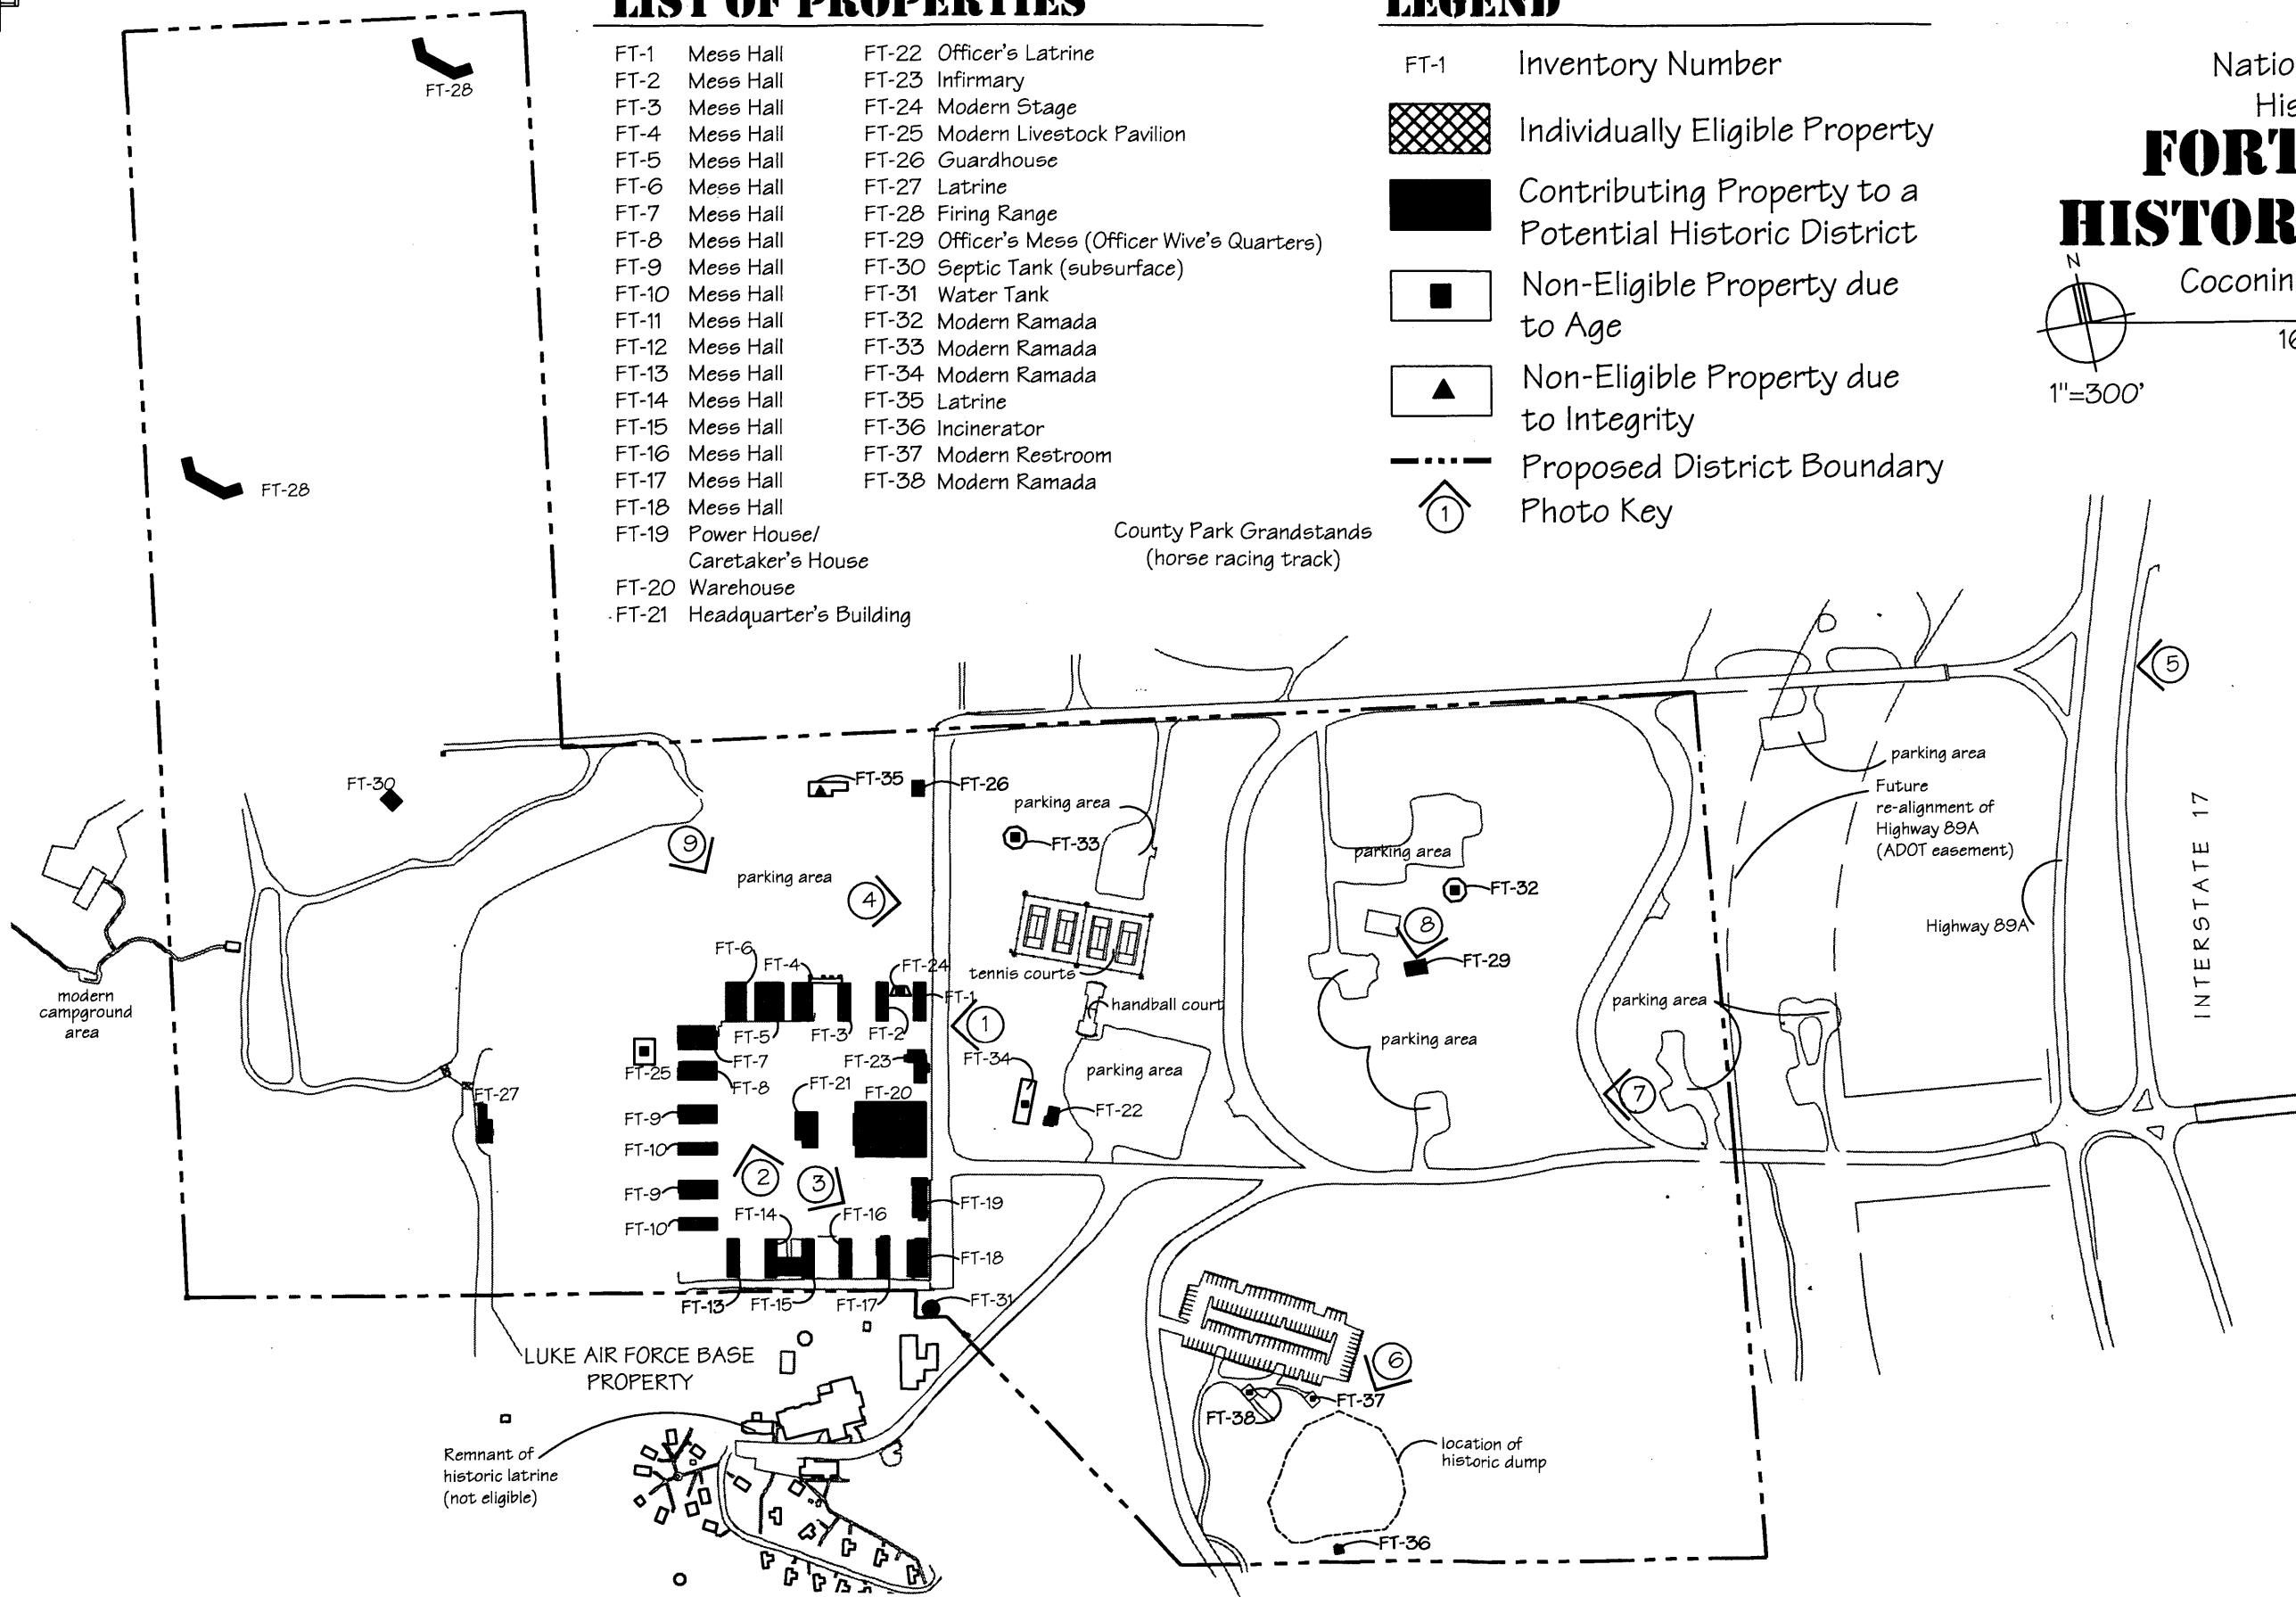 LIST OF PROPERTIES
FT-1 Mess Hall
FT-2 Mess Hall
FT-3 Mess Hall
FT-4 Mess Hall
FT-5 Mess Hall
FT-6 Mess Hall
FT-7 Mess Hall
FT-8 Mess Hall
FT-9 Mess Hall
FT-10 Mess Hall
FT-11 Mess Hall
FT-12 Mess Hall
FT-13 Mess Hall
FT-14 Mess Hall
FT-15 Mess Hall
FT-16 Mess Hall
FT-17 Mess Hall
FT-18 Mess Hall
FT-19 Power House/
Caretaker's House
FT-20 Warehouse
FT-21 Headquarter's Building
FT-22 Officer's Latrine
FT-23 Infirmary
FT-24 Modern Stage
FT-25 Modern Livestock Pavilion
FT-26 Guardhouse
FT-27 Latrine
FT-28 Firing Range
FT-29 Officer's Mess (Officer Wive's Quarters)
FT-30 Septic Tank (subsurface)
FT-31 Water Tank
FT-32 Modern Ramada
FT-33 Modern Ramada
FT-34 Modern Ramada
FT-35 Latrine
FT-36 Incinerator
FT-37 Modern Restroom
FT-38 Modern Ramada
LEGEND
FT-1 Inventory Number
Individually Eligible Property
Contributing Property to a
Potential Historic District
Non-Eligible Property due
to Age
Non-Eligible Property due
to Integrity
Proposed District Boundary
1 Photo Key
Natio
His
FORT
HISTOR
Coconin
N
16
1"=300'
FT-28
FT-28
County Park Grandstands
(horse racing track)
5
parking area
Future
re-alignment of
Highway 89A
(ADOT easement)
Highway 89A
INTERSTATE 17
FT-30
FT-35
FT-26
parking area
FT-33
9
parking area
4
parking area
FT-32
8
FT-29
FT-6
FT-4
FT-24
tennis courts
FT-1
handball court
parking area
modern
campground
area
FT-5
FT-3
FT-2
1
parking area
FT-7
FT-23
FT-34
FT-25
FT-8
FT-21
FT-20
parking area
FT-27
FT-9
FT-22
7
FT-10
2
3
FT-9
FT-19
FT-14
FT-16
FT-10
FT-18
FT-13
FT-15
FT-17
FT-31
LUKE AIR FORCE BASE
PROPERTY
6
FT-37
FT-38
Remnant of
historic latrine
(not eligible)
location of
historic dump
FT-36